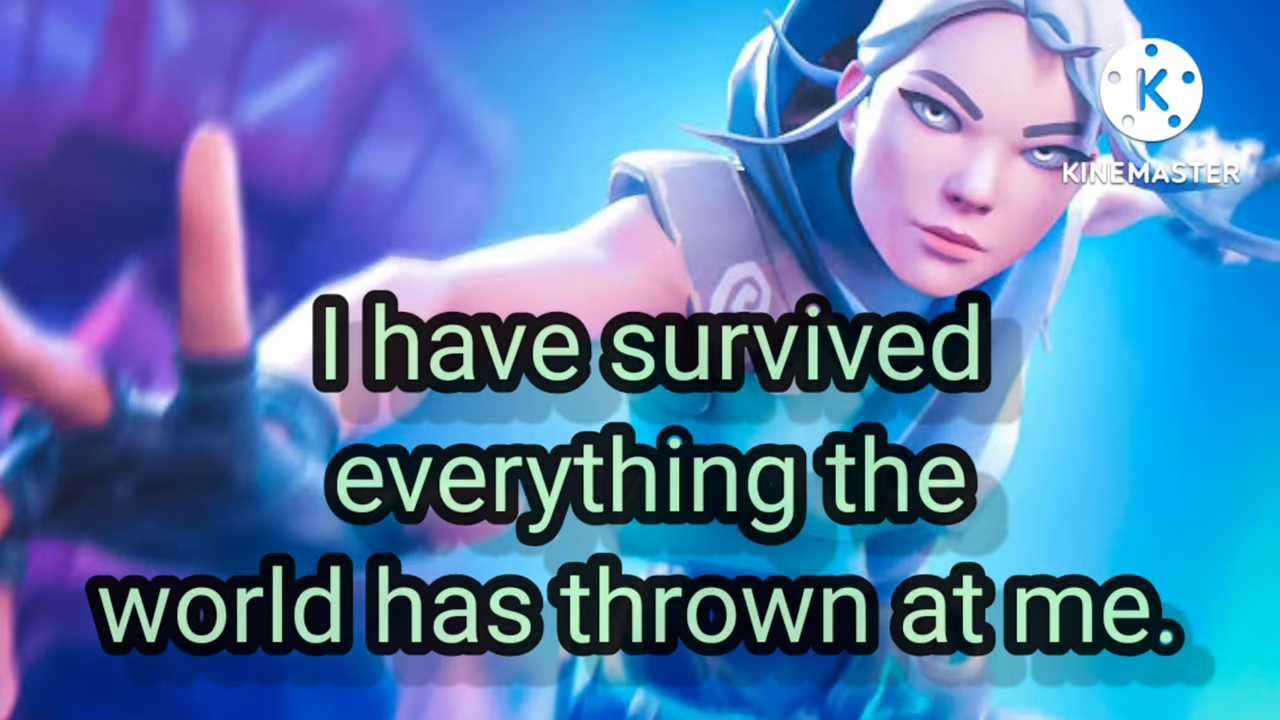 K
KINEMASTER
I have survived
everything the
world has thrown at me.